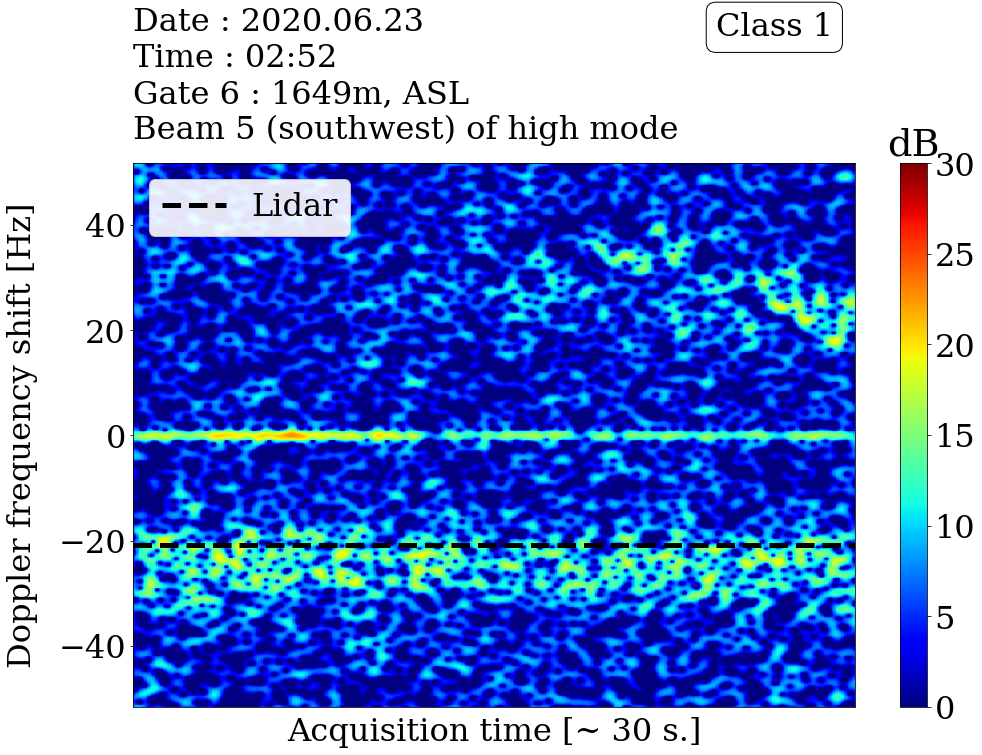 Date : 2020.06.23
Time : 02:52
Gate 6 : 1649m, ASL
Beam 5 (southwest) of high mode
Class 1
dB
Lidar
Doppler frequency shift [Hz]
40
20
0
−20
−40
Acquisition time [~ 30 s.]
30
25
20
15
10
5
0